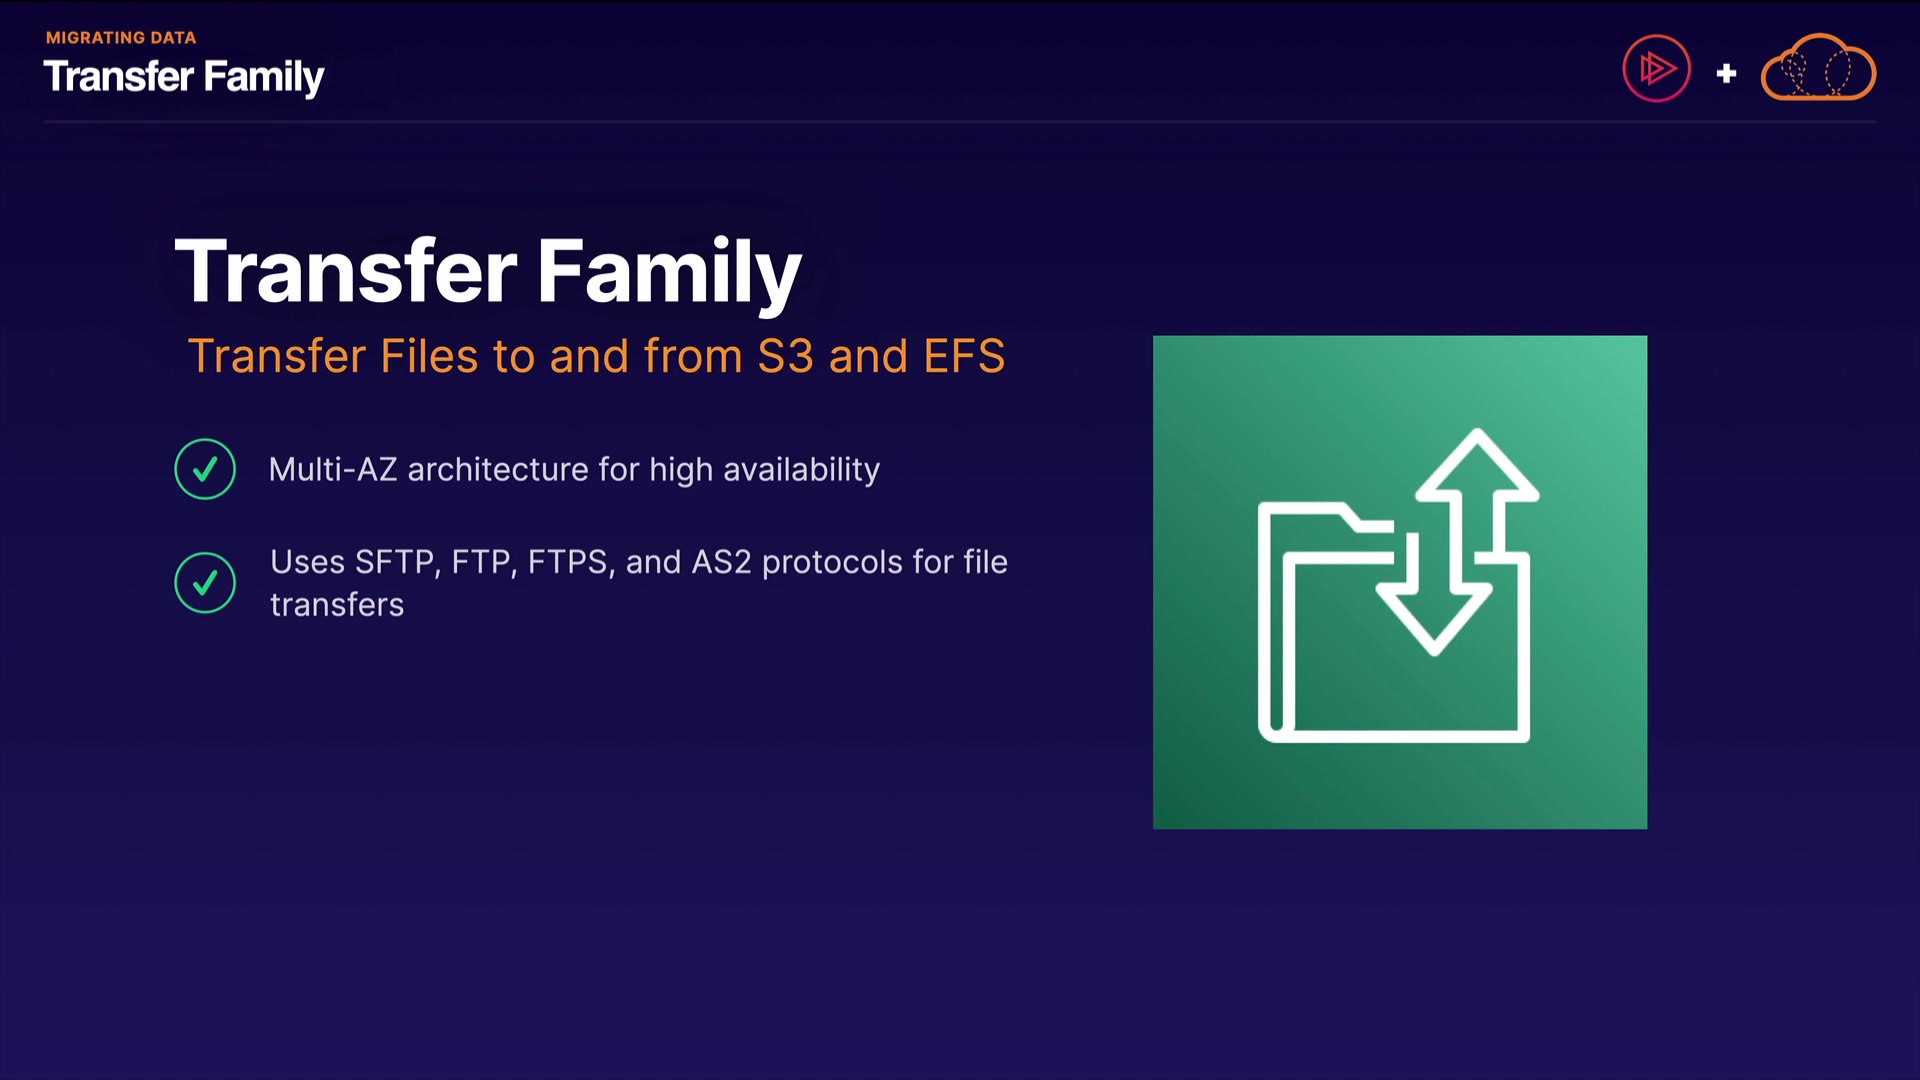 MIGRATING DATA
Transfer Family
Transfer Family
Transfer Files to and from S3 and EFS
Multi-AZ architecture for high availability
Uses SFTP, FTP, FTPS, and AS2 protocols for file
transfers